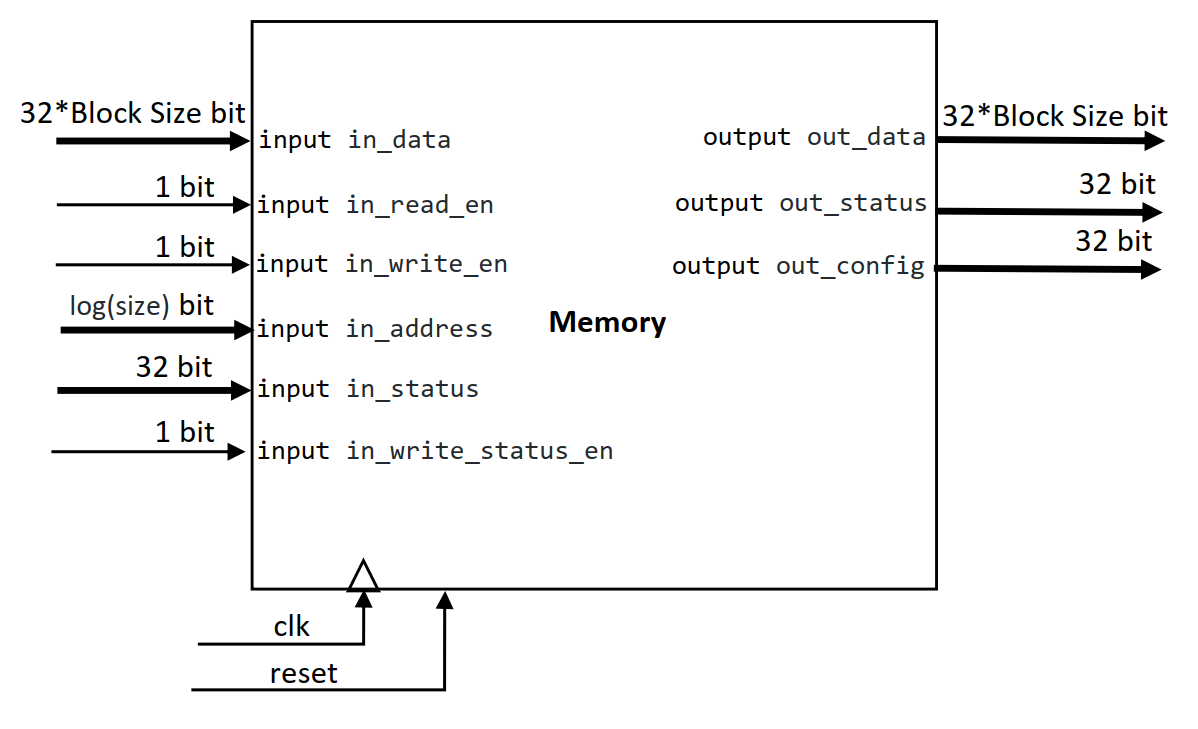 32*Block Size bit
input in_data
1 bit
input in_read_en
1 bit
input in_write_en
log(size) bit
input in_address
32 bit
input in_status
1 bit
input in_write_status_en
Memory
32*Block Size bit
output out_data
32 bit
output out_status
32 bit
output out_config
clk
reset